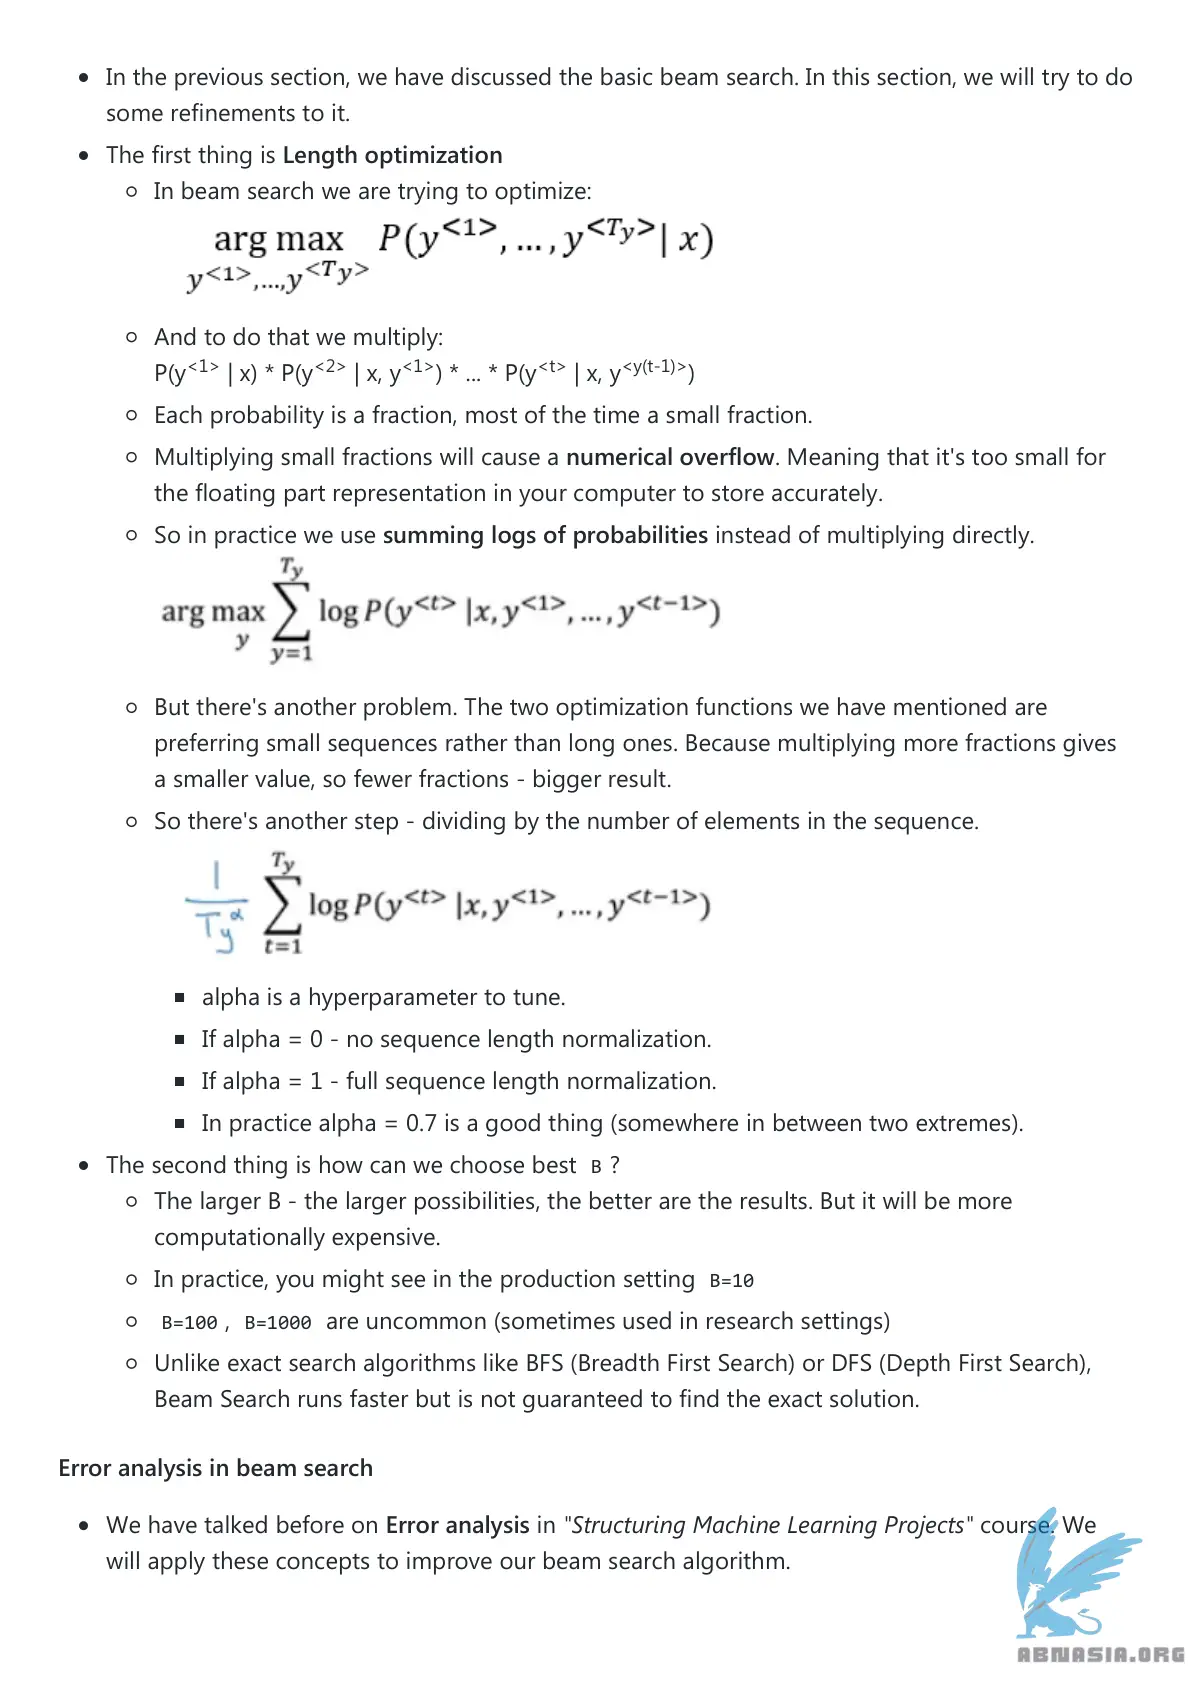 • In the previous section, we have discussed the basic beam search. In this section, we will try to do
some refinements to it.
• The first thing is Length optimization
○ In beam search we are trying to optimize:
arg max P(y<1>, ..., y<Ty>| x)
y<1>,...,y<Ty>
○ And to do that we multiply:
P(y<1> | x) * P(y<2> | x, y<1>) * ... * P(y<t> | x, y<y(t-1)>)
○ Each probability is a fraction, most of the time a small fraction.
○ Multiplying small fractions will cause a numerical overflow. Meaning that it's too small for
the floating part representation in your computer to store accurately.
○ So in practice we use summing logs of probabilities instead of multiplying directly.
Ty
arg max ∑ log P(y<t> |x, y<1>, ..., y<t−1>)
y y=1
○ But there's another problem. The two optimization functions we have mentioned are
preferring small sequences rather than long ones. Because multiplying more fractions gives
a smaller value, so fewer fractions - bigger result.
○ So there's another step - dividing by the number of elements in the sequence.
1 Ty
∑ log P(y<t> |x, y<1>, ..., y<t−1>)
Ty α t=1
▪ alpha is a hyperparameter to tune.
▪ If alpha = 0 - no sequence length normalization.
▪ If alpha = 1 - full sequence length normalization.
▪ In practice alpha = 0.7 is a good thing (somewhere in between two extremes).
• The second thing is how can we choose best B ?
○ The larger B - the larger possibilities, the better are the results. But it will be more
computationally expensive.
○ In practice, you might see in the production setting B=10
○ B=100 , B=1000 are uncommon (sometimes used in research settings)
○ Unlike exact search algorithms like BFS (Breadth First Search) or DFS (Depth First Search),
Beam Search runs faster but is not guaranteed to find the exact solution.
Error analysis in beam search
• We have talked before on Error analysis in "Structuring Machine Learning Projects" course. We
will apply these concepts to improve our beam search algorithm.
ABNASIA.ORG